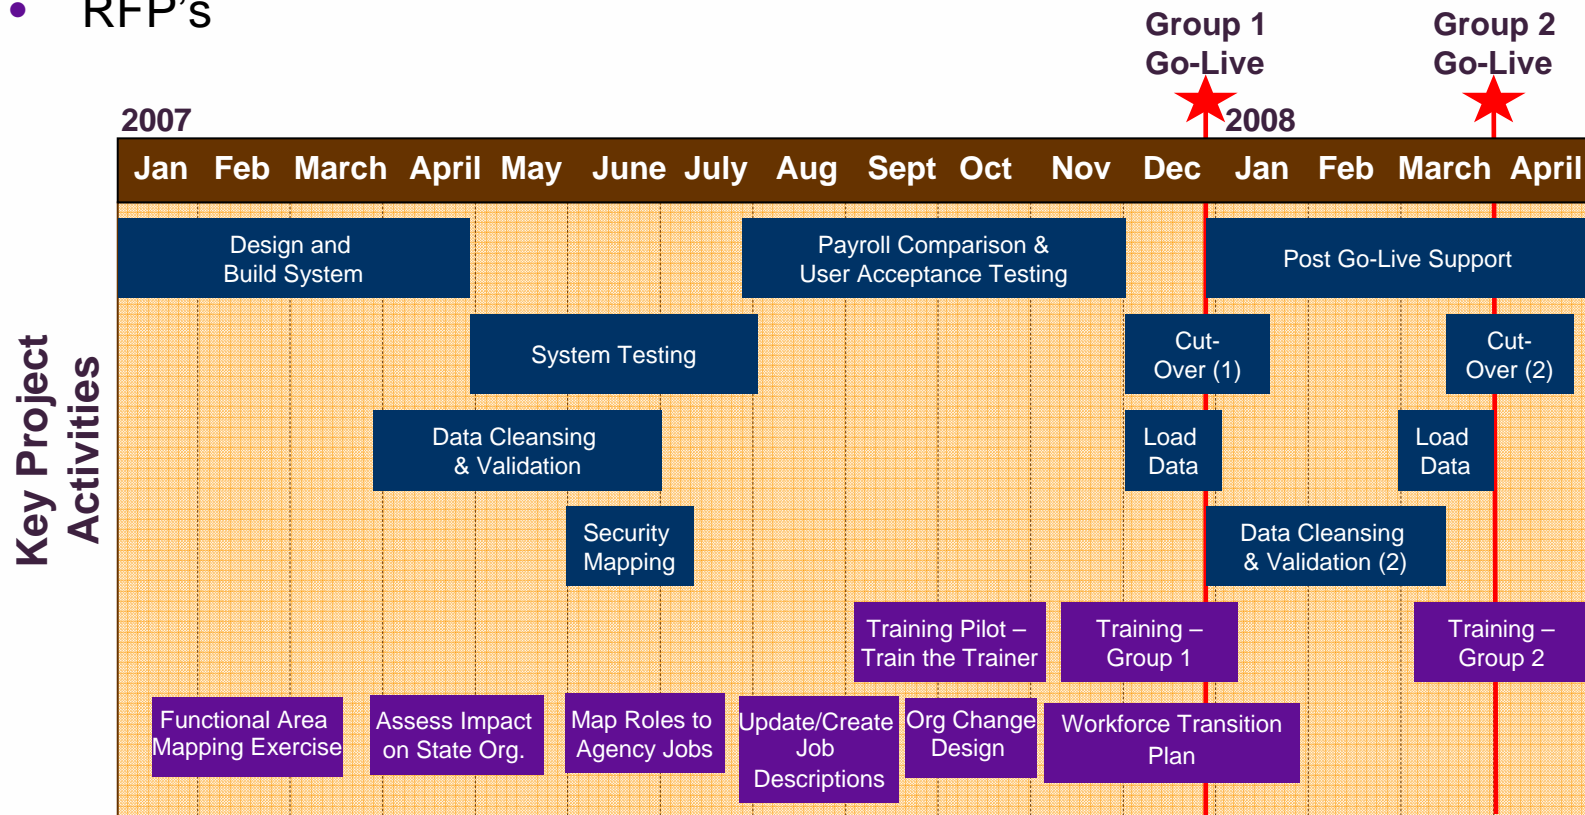 • RFP's
Group 1
Go-Live
Group 2
Go-Live
2007
2008
Jan Feb March April May June July Aug Sept Oct Nov Dec Jan Feb March April
Key Project
Activities
Design and
Build System
Payroll Comparison &
User Acceptance Testing
Post Go-Live Support
System Testing
Cut-
Over (1)
Cut-
Over (2)
Data Cleansing
& Validation
Load
Data
Load
Data
Security
Mapping
Data Cleansing
& Validation (2)
Training Pilot –
Train the Trainer
Training –
Group 1
Training –
Group 2
Functional Area
Mapping Exercise
Assess Impact
on State Org.
Map Roles to
Agency Jobs
Update/Create
Job
Descriptions
Org Change
Design
Workforce Transition
Plan